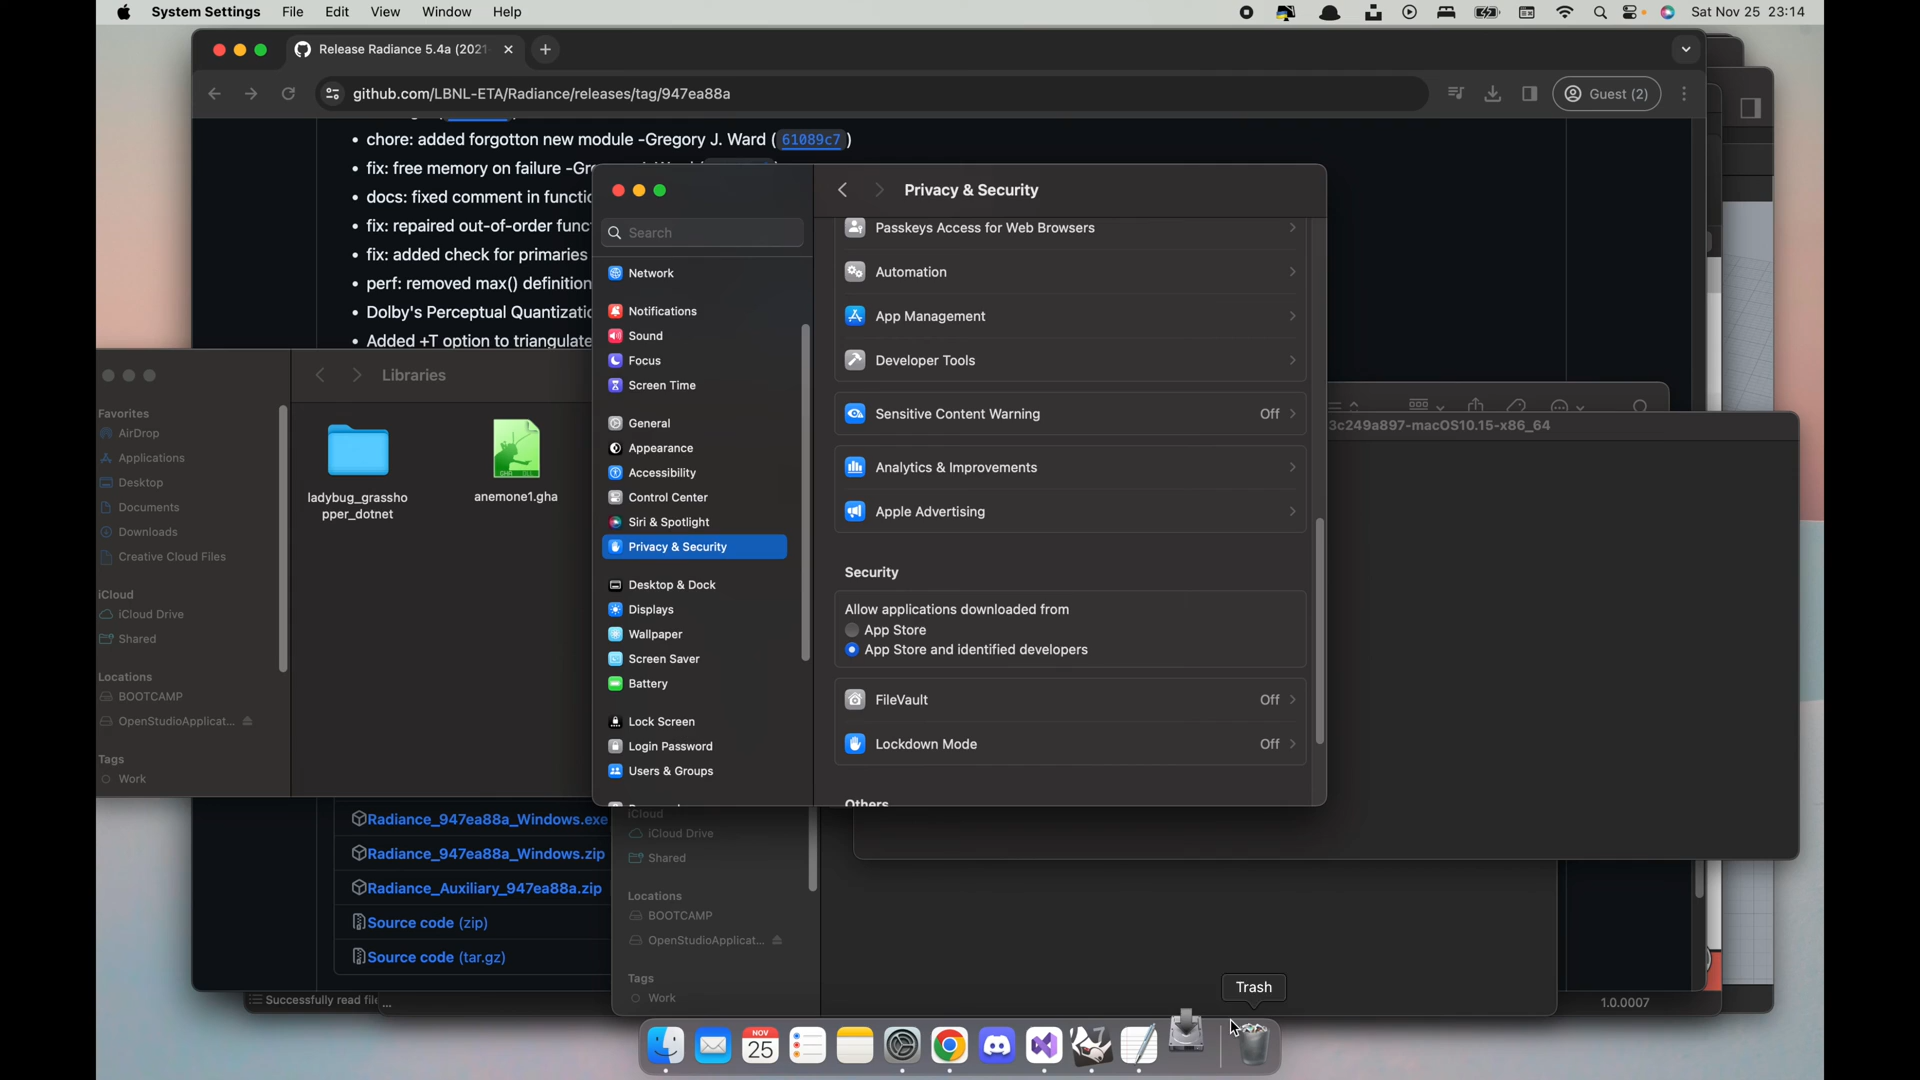 System Settings File Edit View Window Help
Sat Nov 25 23:14
Release Radiance 5.4a (2021-
github.com/LBNL-ETA/Radiance/releases/tag/947ea88a
Guest (2)
• chore: added forgotton new module -Gregory J. Ward (61089c7)
• fix: free memory on failure -Gre
• docs: fixed comment in functio
• fix: repaired out-of-order func
• fix: added check for primaries
• perf: removed max() definition
• Dolby's Perceptual Quantizatio
• Added +T option to triangulate
Libraries
Favorites
AirDrop
Applications
Desktop
Documents
Downloads
Creative Cloud Files
iCloud
iCloud Drive
Shared
Locations
BOOTCAMP
OpenStudioApplicat...
Tags
Work
ladybug_grassho
pper_dotnet
GHA DLL
anemone1.gha
Search
Network
Notifications
Sound
Focus
Screen Time
General
Appearance
Accessibility
Control Center
Siri & Spotlight
Privacy & Security
Desktop & Dock
Displays
Wallpaper
Screen Saver
Battery
Lock Screen
Login Password
Users & Groups
Privacy & Security
Passkeys Access for Web Browsers
Automation
App Management
Developer Tools
Sensitive Content Warning Off
Analytics & Improvements
Apple Advertising
Security
Allow applications downloaded from
App Store
App Store and identified developers
FileVault Off
Lockdown Mode Off
Others
3c249a897-macOS10.15-x86_64
Radiance_947ea88a_Windows.exe
Radiance_947ea88a_Windows.zip
Radiance_Auxiliary_947ea88a.zip
Source code (zip)
Source code (tar.gz)
iCloud
iCloud Drive
Shared
Locations
BOOTCAMP
OpenStudioApplicat...
Tags
Work
Successfully read file
...
1.0.0007
Trash
NOV
25